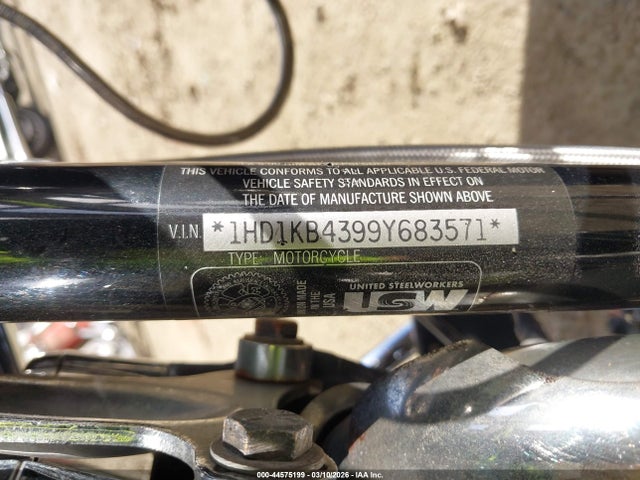 THIS VEHICLE CONFORMS TO ALL APPLICABLE U.S. FEDERAL MOTOR
VEHICLE SAFETY STANDARDS IN EFFECT ON
THE DATE OF MANUFACTURE SHOWN ABOVE
V.I.N. *1HD1KB4399Y683571*
TYPE: MOTORCYCLE
MADE
IN THE
USA
UNITED STEELWORKERS
USW
000-44575199 - 03/10/2026 - IAA Inc.